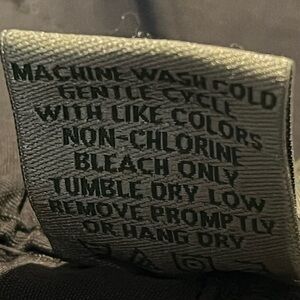 MACHINE WASH COLD
GENTLE CYCLE
WITH LIKE COLORS
NON-CHLORINE
BLEACH ONLY
TUMBLE DRY LOW
REMOVE PROMPTLY
OR HANG DRY